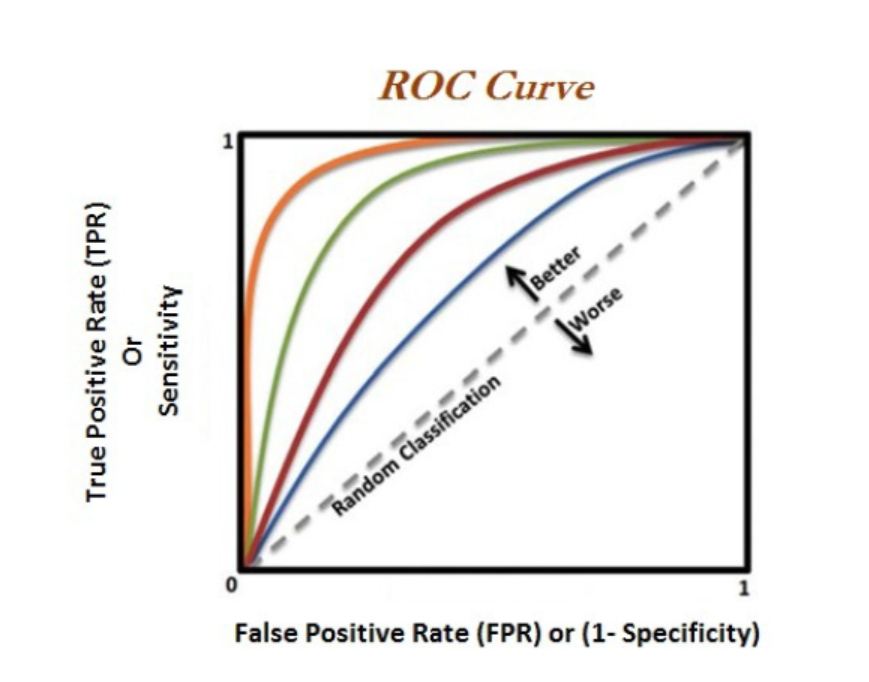 ROC Curve
1
True Positive Rate (TPR)
Or
Sensitivity
Better
Worse
Random Classification
0
1
False Positive Rate (FPR) or (1- Specificity)